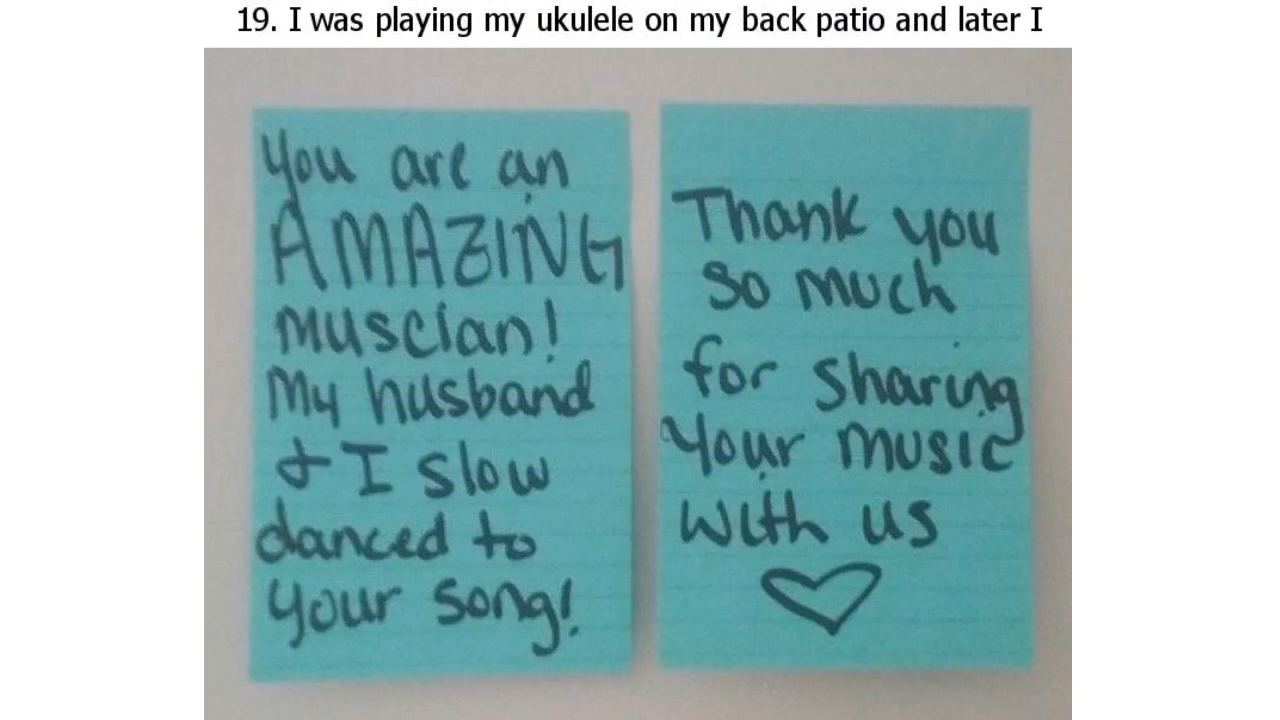 19. I was playing my ukulele on my back patio and later I
You are an
AMAZING
muscian!
My husband
& I slow
danced to
your song!
Thank you
so much
for sharing
your music
with us